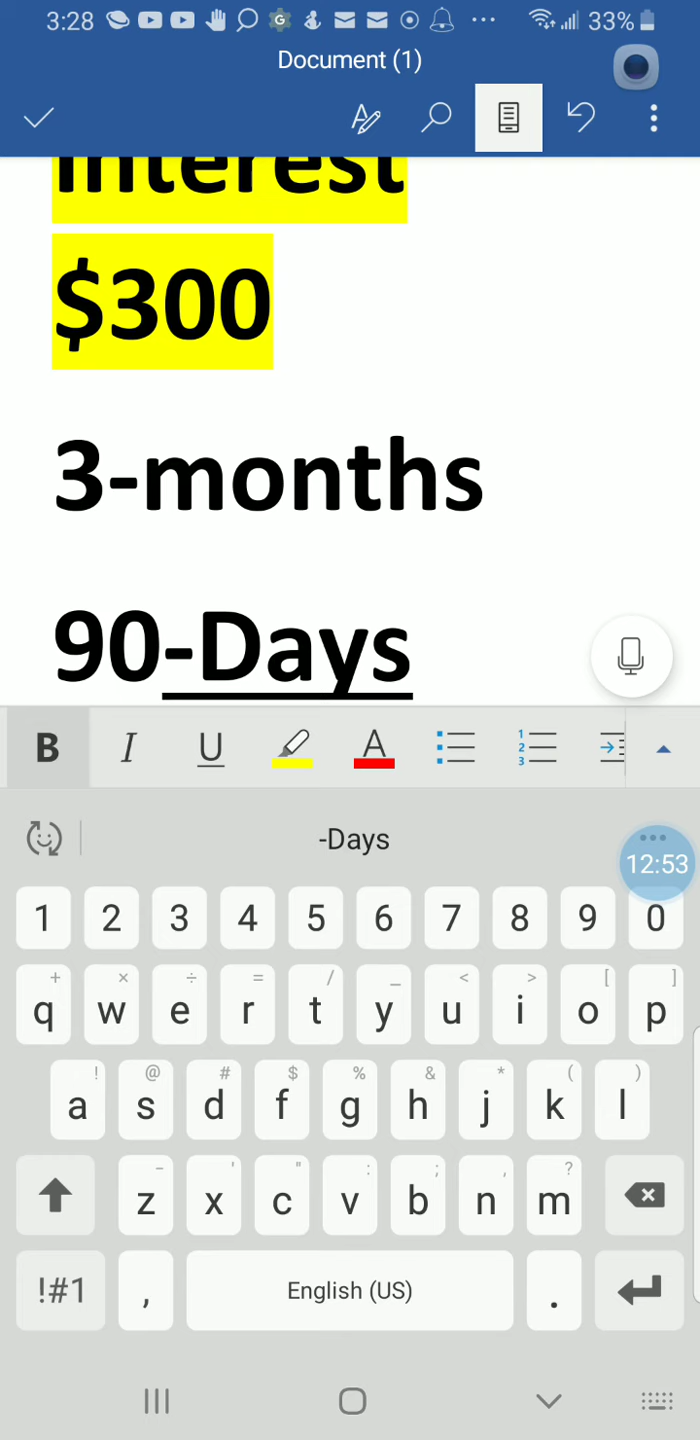 3:28
33%
Document (1)
Interest
$300
3-months
90-Days
B I U A
-Days
12:53
1 2 3 4 5 6 7 8 9 0
+ × ÷ = / _ < > [ ]
q w e r t y u i o p
! @ # $ % & * ( )
a s d f g h j k l
- ' " : ; , ?
z x c v b n m
!#1 , English (US) .